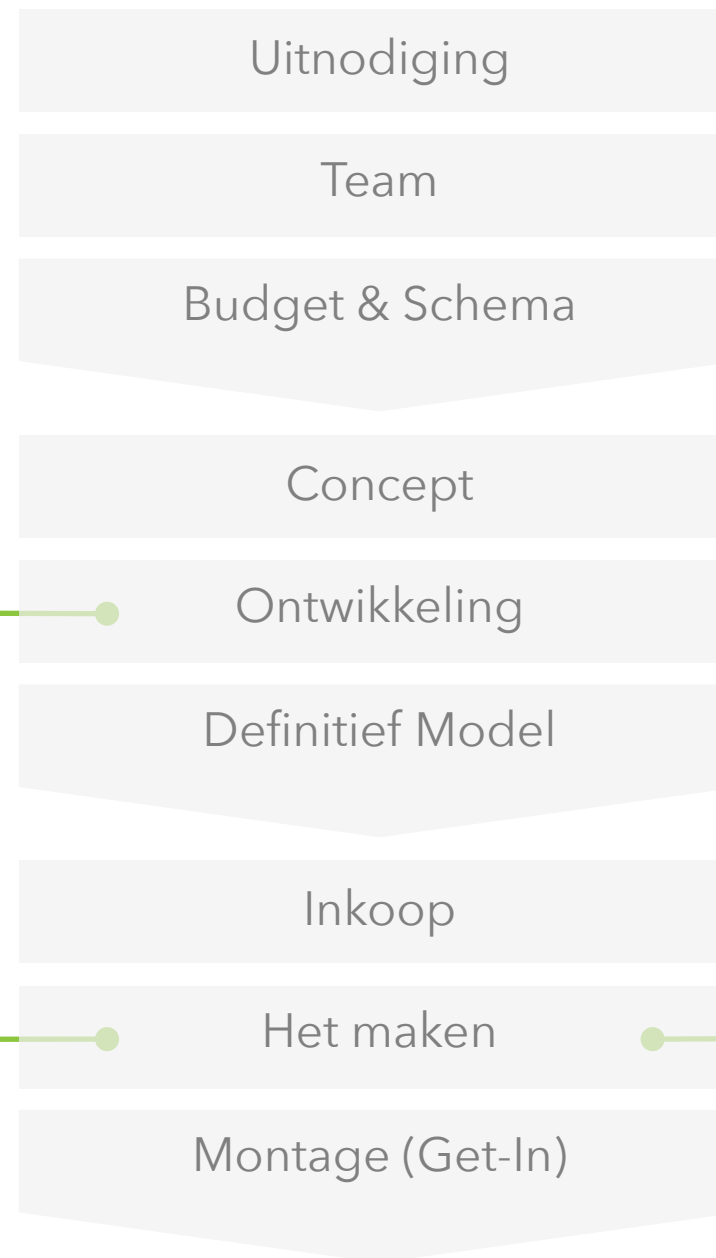 Uitnodiging
Team
Budget & Schema
Concept
Ontwikkeling
Definitief Model
Inkoop
Het maken
Montage (Get-In)